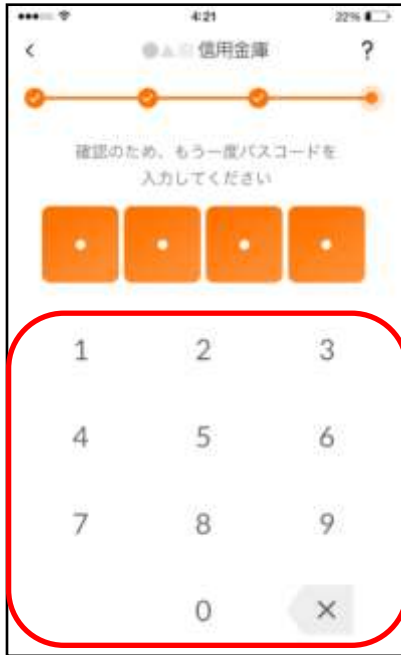 4:21
22%
●▲■ 信用金庫
?
確認のため、もう一度パスコードを
入力してください
1 2 3
4 5 6
7 8 9
0